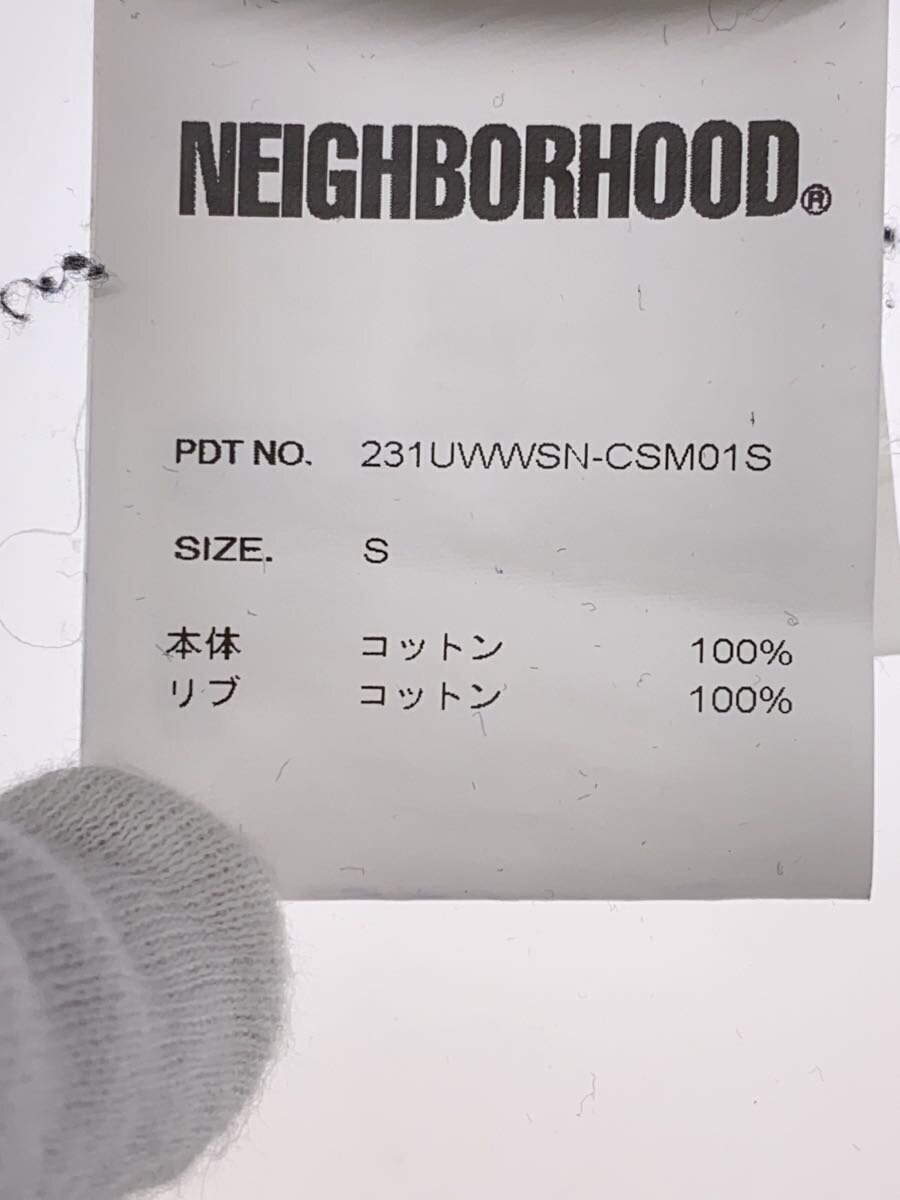 NEIGHBORHOOD®
PDT NO. 231UWWSN-CSM01S
SIZE. S
本体 コットン 100%
リブ コットン 100%